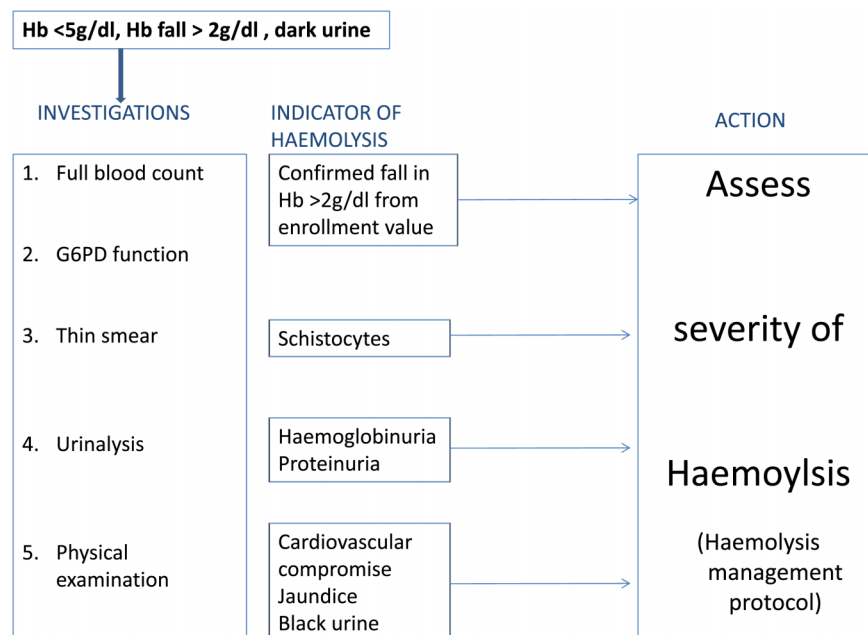 Hb <5g/dl, Hb fall > 2g/dl , dark urine
INVESTIGATIONS
INDICATOR OF
HAEMOLYSIS
ACTION
1. Full blood count
2. G6PD function
3. Thin smear
4. Urinalysis
5. Physical
examination
Confirmed fall in
Hb >2g/dl from
enrollment value
Schistocytes
Haemoglobinuria
Proteinuria
Cardiovascular
compromise
Jaundice
Black urine
Assess
severity of
Haemoylsis
(Haemolysis
management
protocol)